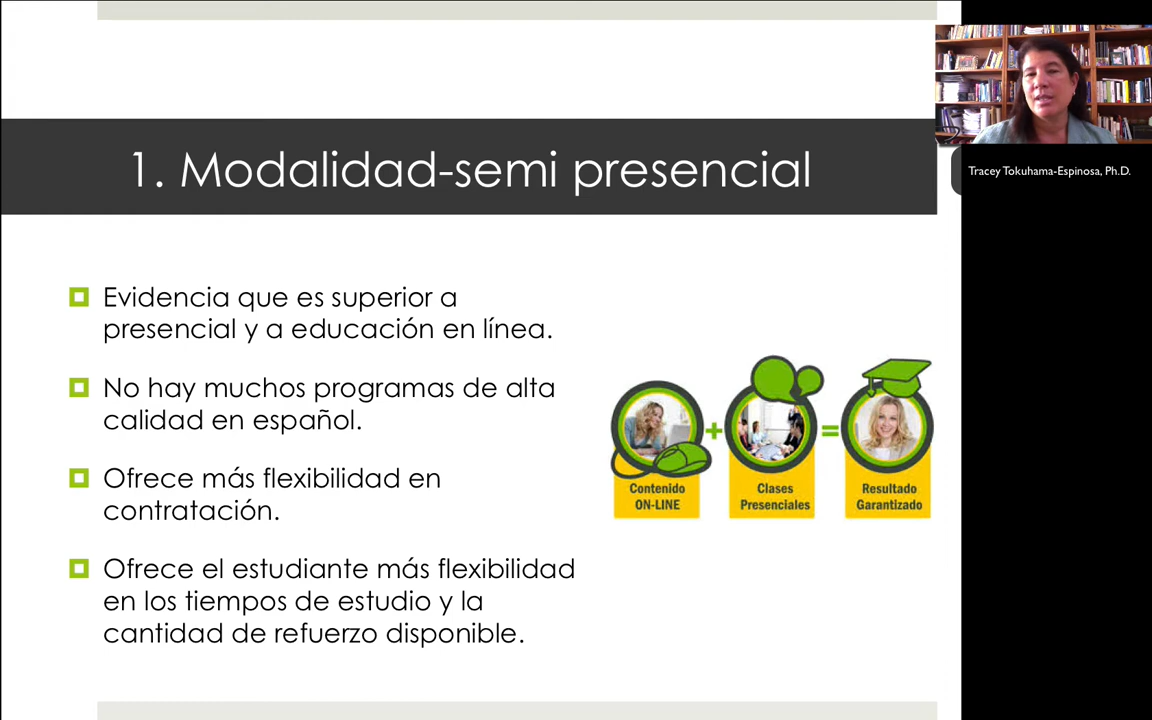 1. Modalidad-semi presencial
Tracey Tokuhama-Espinosa, Ph.D.
Evidencia que es superior a
presencial y a educación en línea.
No hay muchos programas de alta
calidad en español.
Ofrece más flexibilidad en
contratación.
Ofrece el estudiante más flexibilidad
en los tiempos de estudio y la
cantidad de refuerzo disponible.
+
=
Contenido
ON-LINE
Clases
Presenciales
Resultado
Garantizado